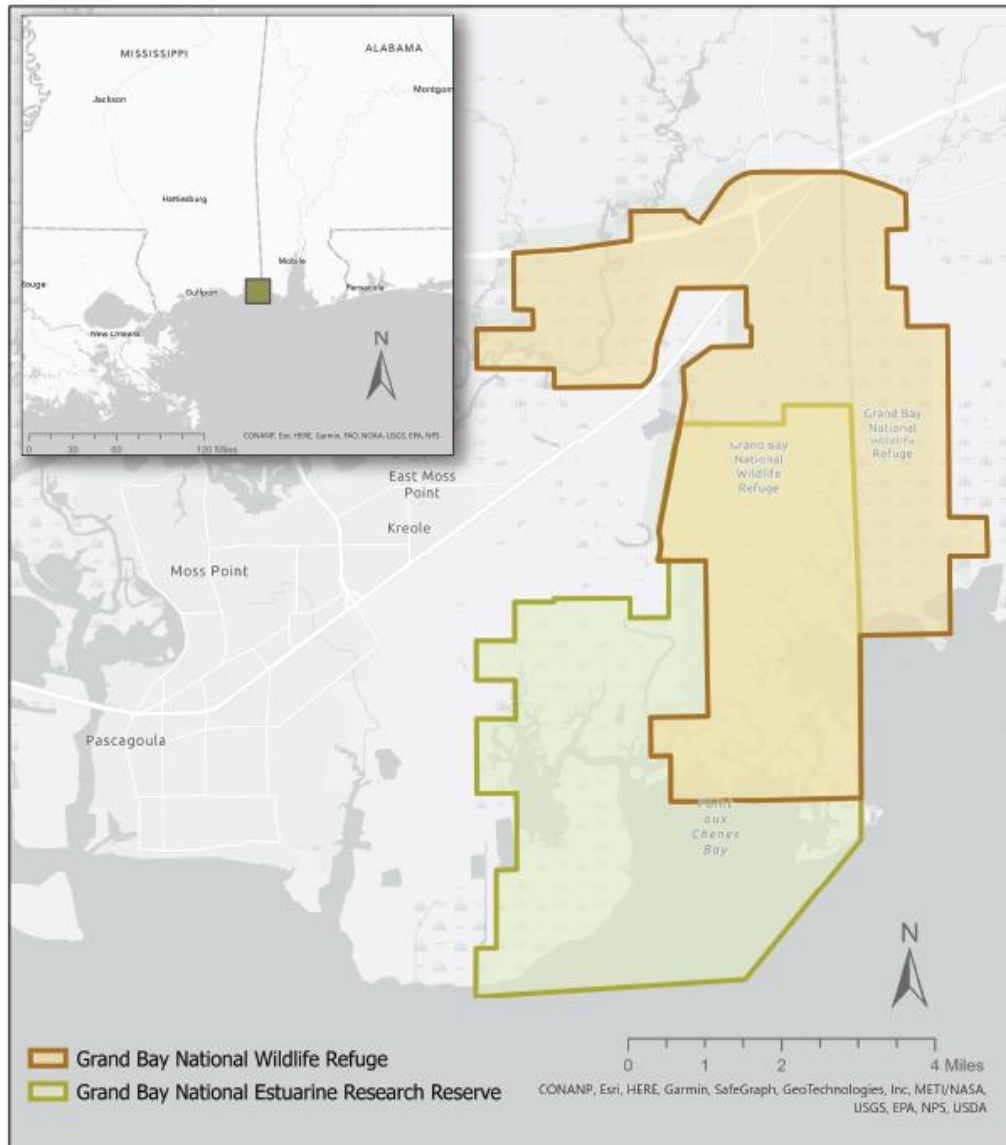 MISSISSIPPI
ALABAMA
Jackson
Montgom
Hattiesburg
Mobile
Gulfport
Pensacola
Rouge
New Orleans
N
0 30 60 120 Miles
CONANP, Esri, HERE, Garmin, FAO, NOAA, USGS, EPA, NPS
East Moss
Point
Kreole
Moss Point
Pascagoula
Grand Bay
National
Wildlife
Refuge
Grand Bay
National
Wildlife
Refuge
Point
aux
Chenes
Bay
N
Grand Bay National Wildlife Refuge
Grand Bay National Estuarine Research Reserve
0 1 2 4 Miles
CONANP, Esri, HERE, Garmin, SafeGraph, GeoTechnologies, Inc, METI/NASA,
USGS, EPA, NPS, USDA